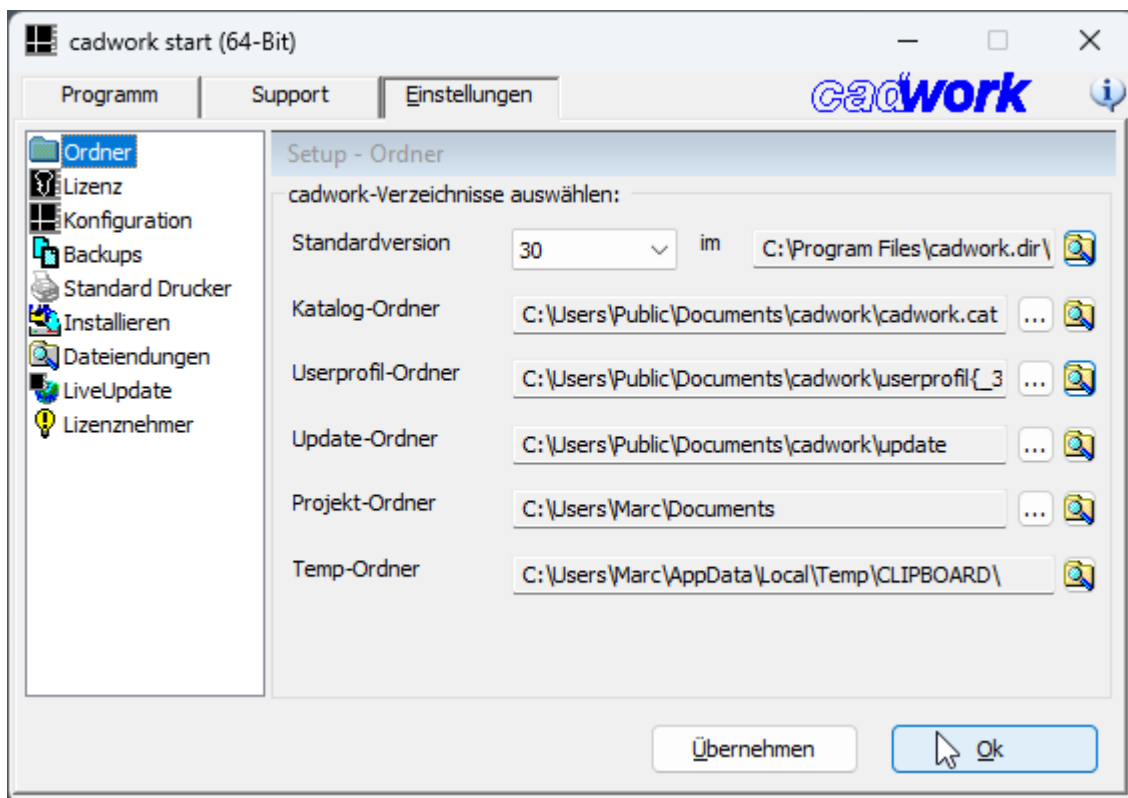 cadwork start (64-Bit)
Programm Support Einstellungen cadwork
Ordner
Lizenz
Konfiguration
Backups
Standard Drucker
Installieren
Dateiendungen
LiveUpdate
Lizenznehmer
Setup - Ordner
cadwork-Verzeichnisse auswählen:
Standardversion 30 im C:\Program Files\cadwork.dir\
Katalog-Ordner C:\Users\Public\Documents\cadwork\cadwork.cat ...
Userprofil-Ordner C:\Users\Public\Documents\cadwork\userprofil{_3 ...
Update-Ordner C:\Users\Public\Documents\cadwork\update ...
Projekt-Ordner C:\Users\Marc\Documents ...
Temp-Ordner C:\Users\Marc\AppData\Local\Temp\CLIPBOARD\
Übernehmen Ok